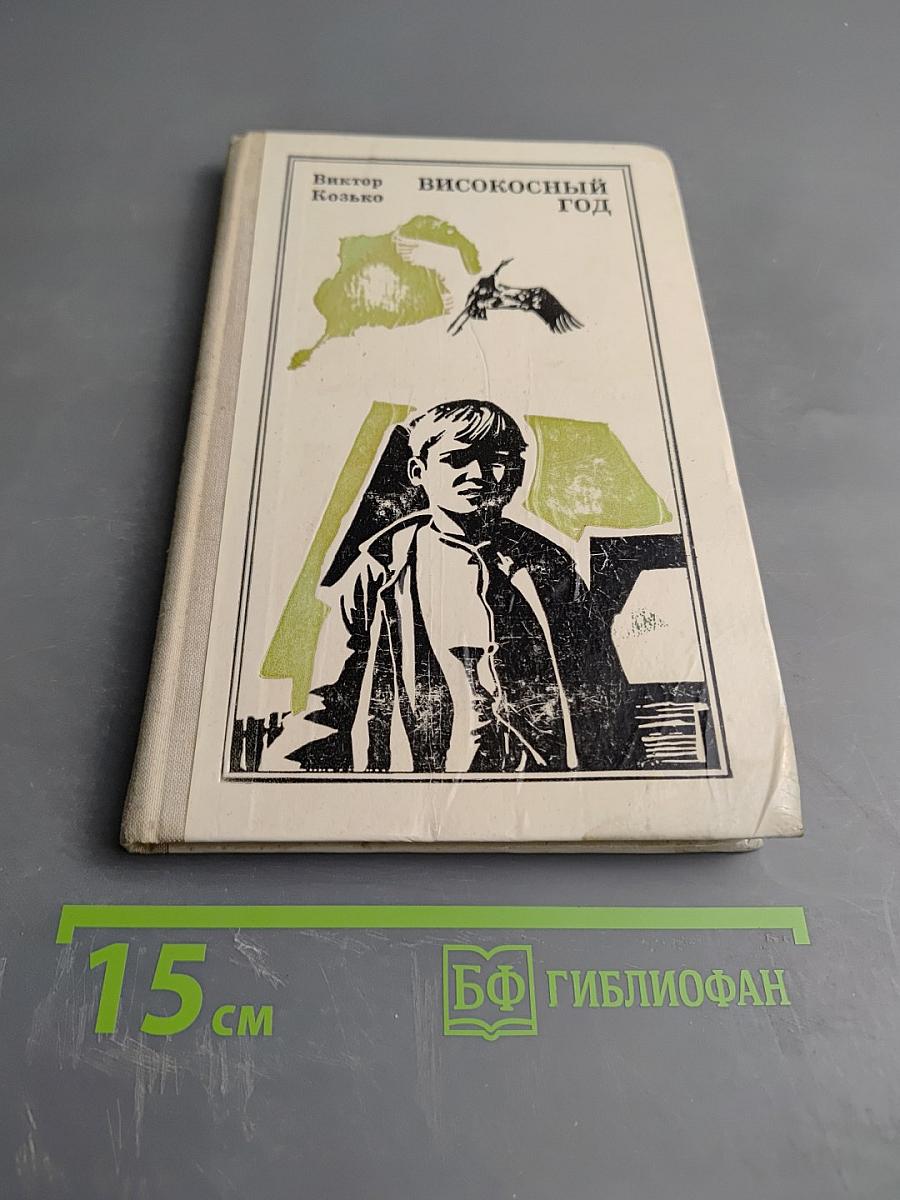 Виктор
Козько
ВИСОКОСНЫЙ
ГОД
15 см
БФ ГИБЛИОФАН